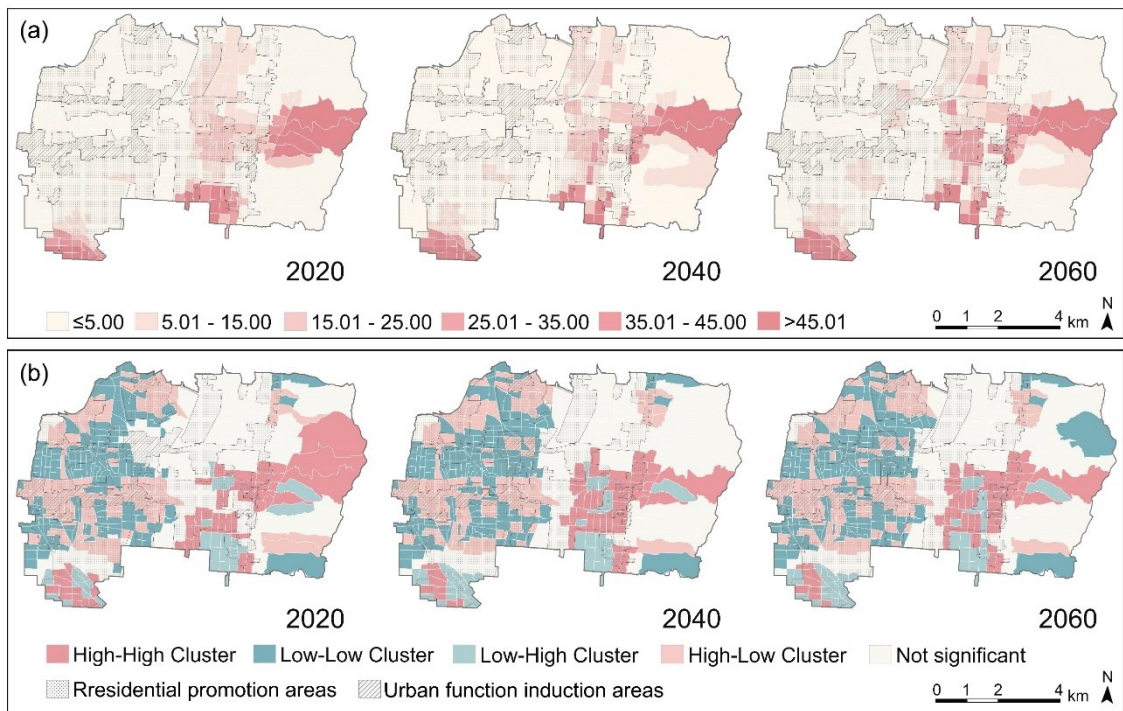 (a)
2020
2040
2060
≤5.00 5.01 - 15.00 15.01 - 25.00 25.01 - 35.00 35.01 - 45.00 >45.01
N
0 1 2 4 km
(b)
2020
2040
2060
High-High Cluster Low-Low Cluster Low-High Cluster High-Low Cluster Not significant
Rresidential promotion areas Urban function induction areas
N
0 1 2 4 km